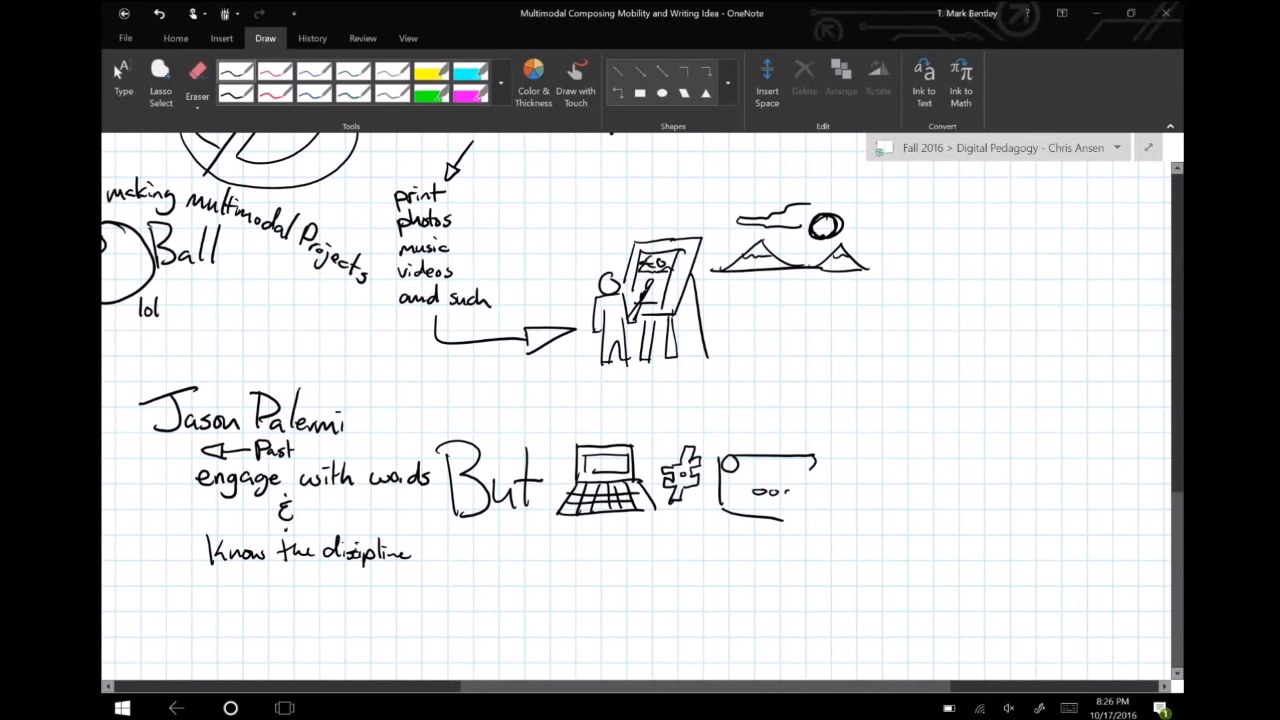 Multimodal Composing Mobility and Writing Idea - OneNote
T. Mark Bentley
?
File Home Insert Draw History Review View
Type
Lasso Select
Eraser
Color & Thickness
Draw with Touch
Insert Space
Delete
Arrange
Rotate
Ink to Text
Ink to Math
Tools
Shapes
Edit
Convert
Fall 2016 > Digital Pedagogy - Chris Ansen
making multimodal Projects
Ball
lol
print
photos
music
videos
and such
Jason Palermi
Past
engage with words
&
Know the discipline
But
8:26 PM
10/17/2016